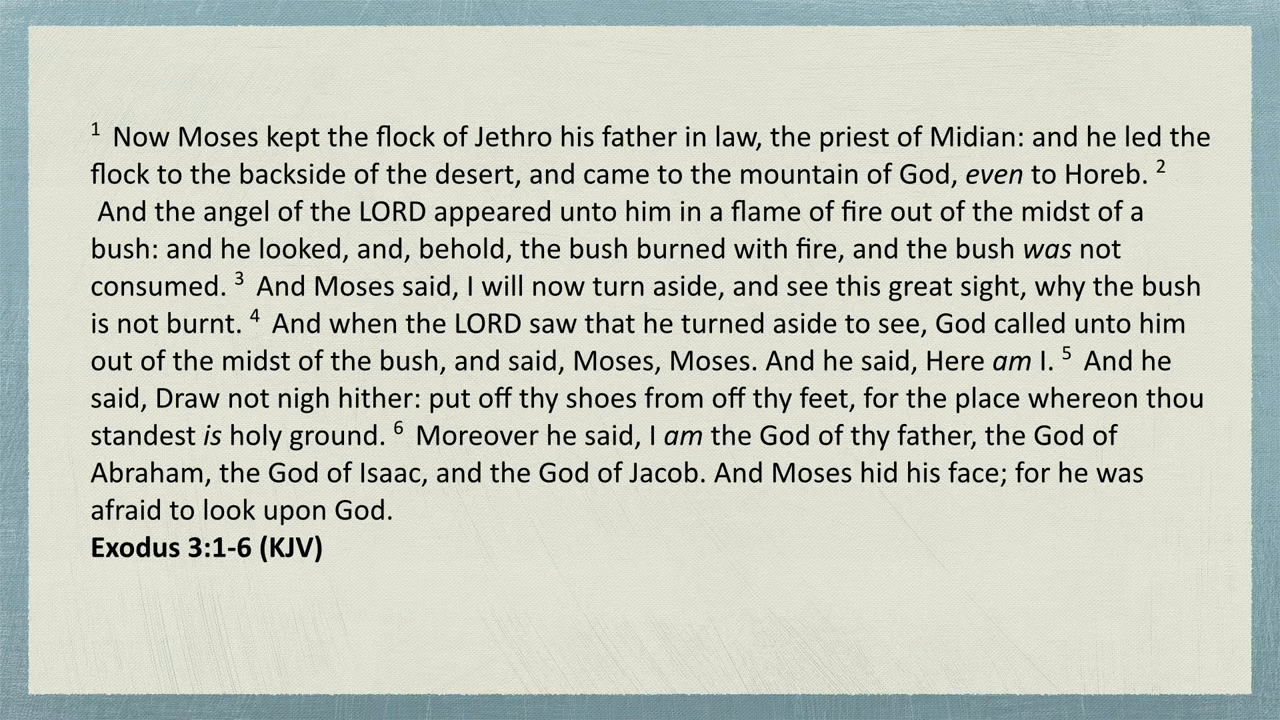 1 Now Moses kept the flock of Jethro his father in law, the priest of Midian: and he led the
flock to the backside of the desert, and came to the mountain of God, even to Horeb. 2
And the angel of the LORD appeared unto him in a flame of fire out of the midst of a
bush: and he looked, and, behold, the bush burned with fire, and the bush was not
consumed. 3 And Moses said, I will now turn aside, and see this great sight, why the bush
is not burnt. 4 And when the LORD saw that he turned aside to see, God called unto him
out of the midst of the bush, and said, Moses, Moses. And he said, Here am I. 5 And he
said, Draw not nigh hither: put off thy shoes from off thy feet, for the place whereon thou
standest is holy ground. 6 Moreover he said, I am the God of thy father, the God of
Abraham, the God of Isaac, and the God of Jacob. And Moses hid his face; for he was
afraid to look upon God.
Exodus 3:1-6 (KJV)